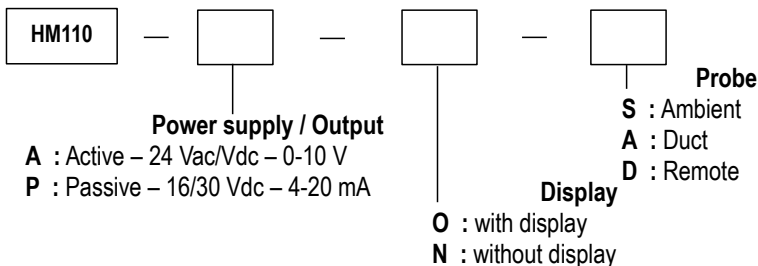 HM110 — — —
Probe
S : Ambient
A : Duct
D : Remote
Power supply / Output
A : Active – 24 Vac/Vdc – 0-10 V
P : Passive – 16/30 Vdc – 4-20 mA
Display
O : with display
N : without display